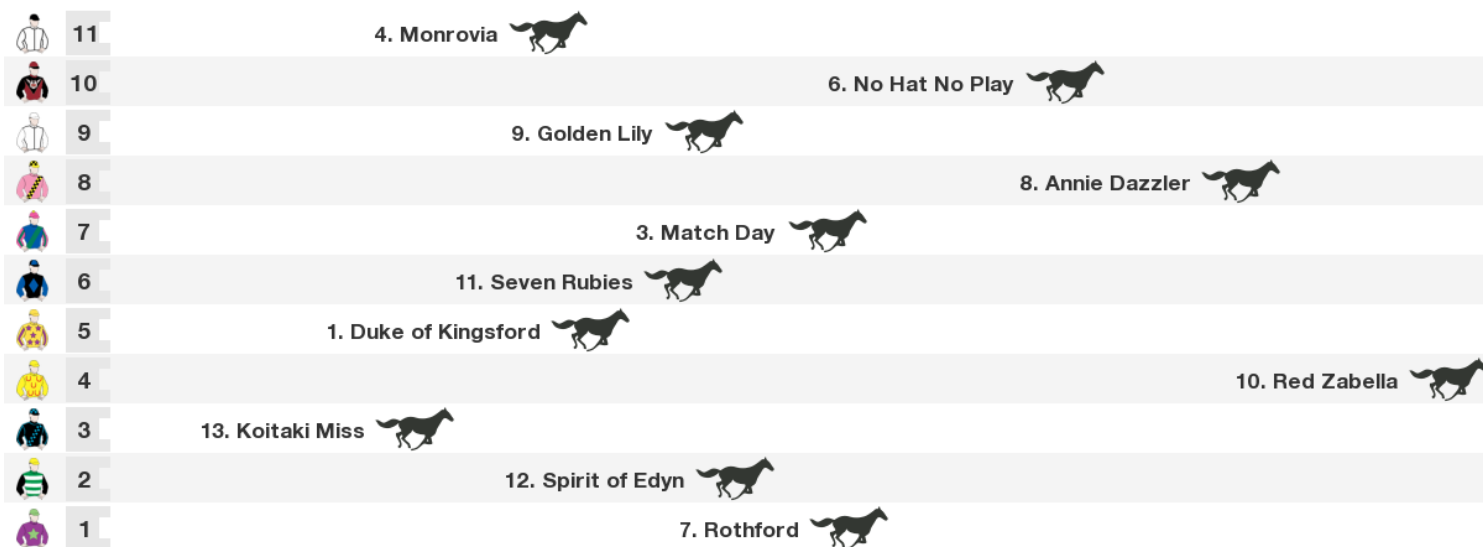 11 4. Monrovia
10 6. No Hat No Play
9 9. Golden Lily
8 8. Annie Dazzler
7 3. Match Day
6 11. Seven Rubies
5 1. Duke of Kingsford
4 10. Red Zabella
3 13. Koitaki Miss
2 12. Spirit of Edyn
1 7. Rothford